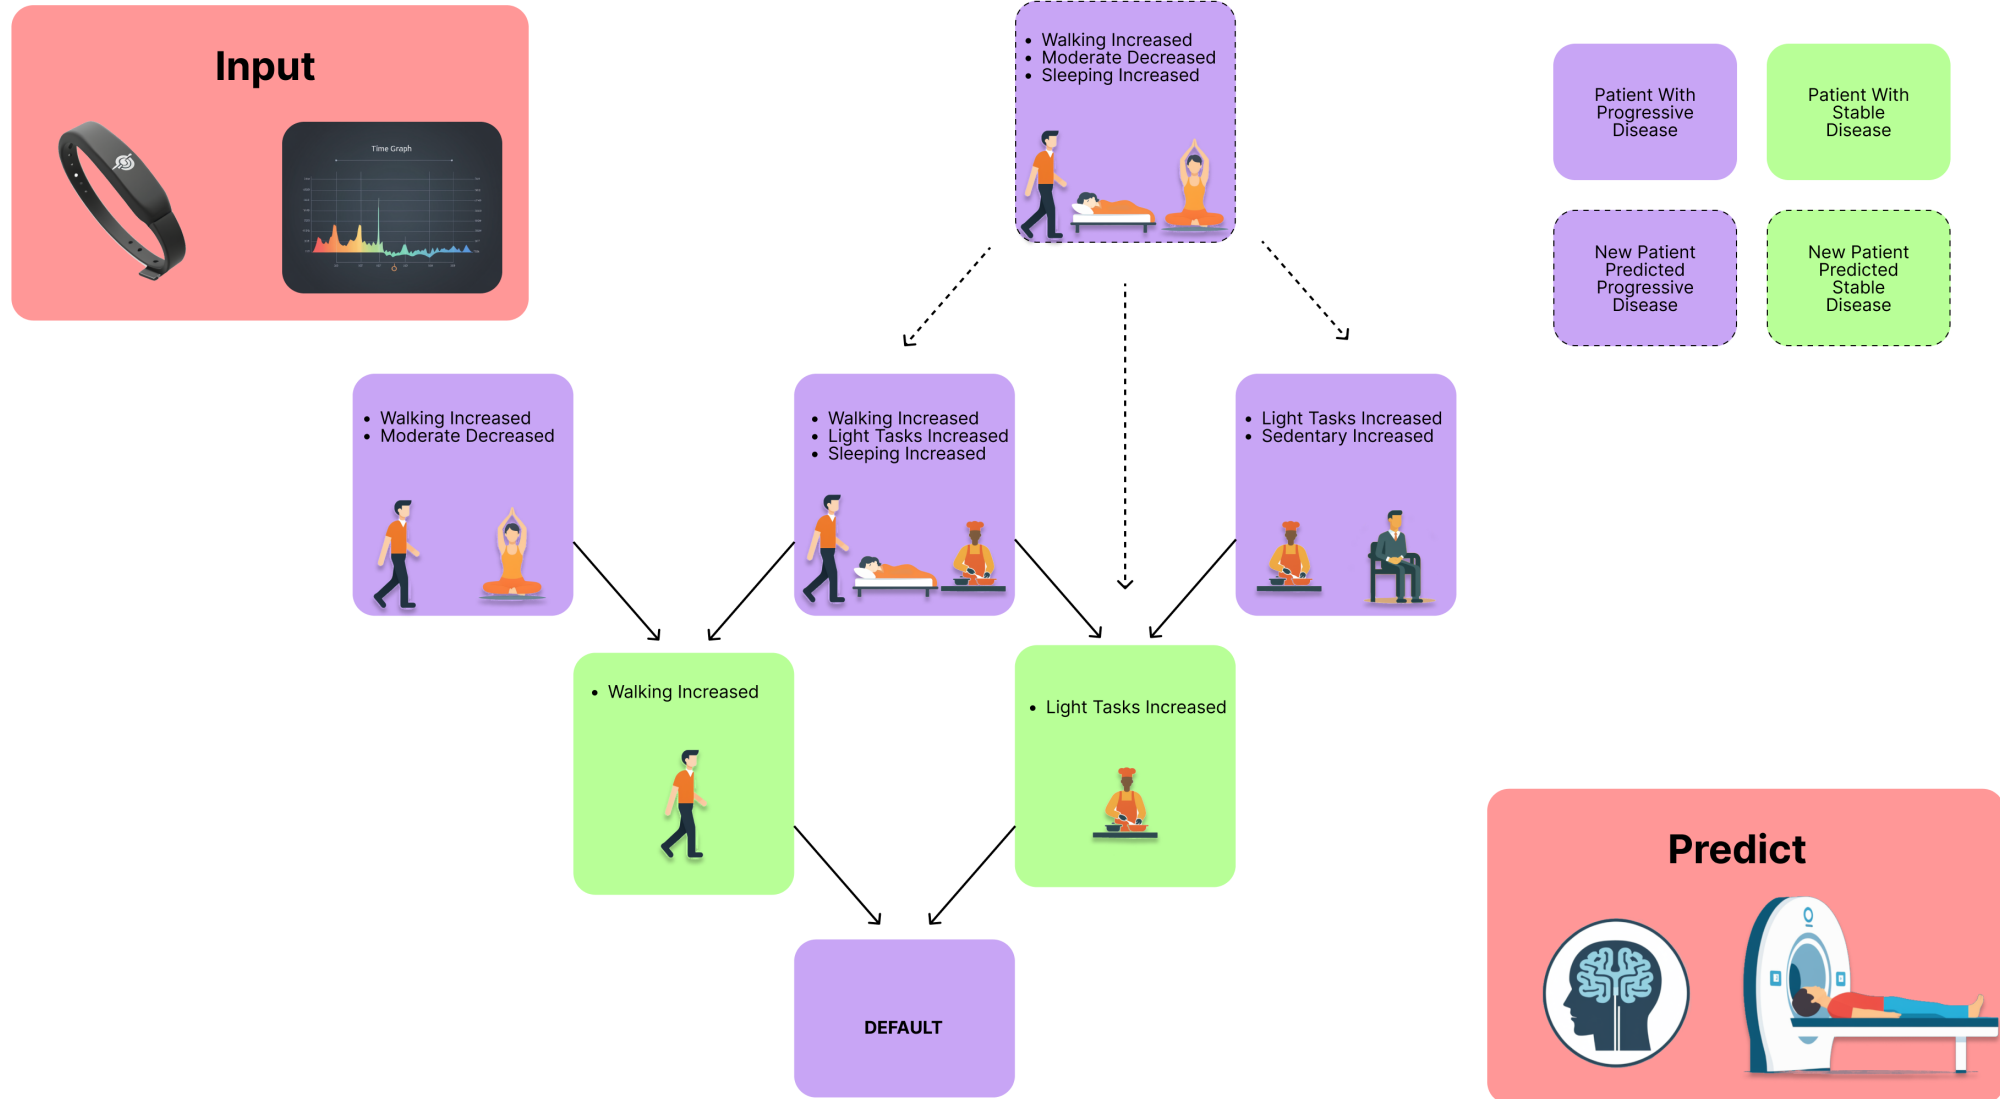 Input
Time Graph
• Walking Increased
• Moderate Decreased
• Sleeping Increased
Patient With
Progressive
Disease
Patient With
Stable
Disease
New Patient
Predicted
Progressive
Disease
New Patient
Predicted
Stable
Disease
• Walking Increased
• Moderate Decreased
• Walking Increased
• Light Tasks Increased
• Sleeping Increased
• Light Tasks Increased
• Sedentary Increased
• Walking Increased
• Light Tasks Increased
DEFAULT
Predict